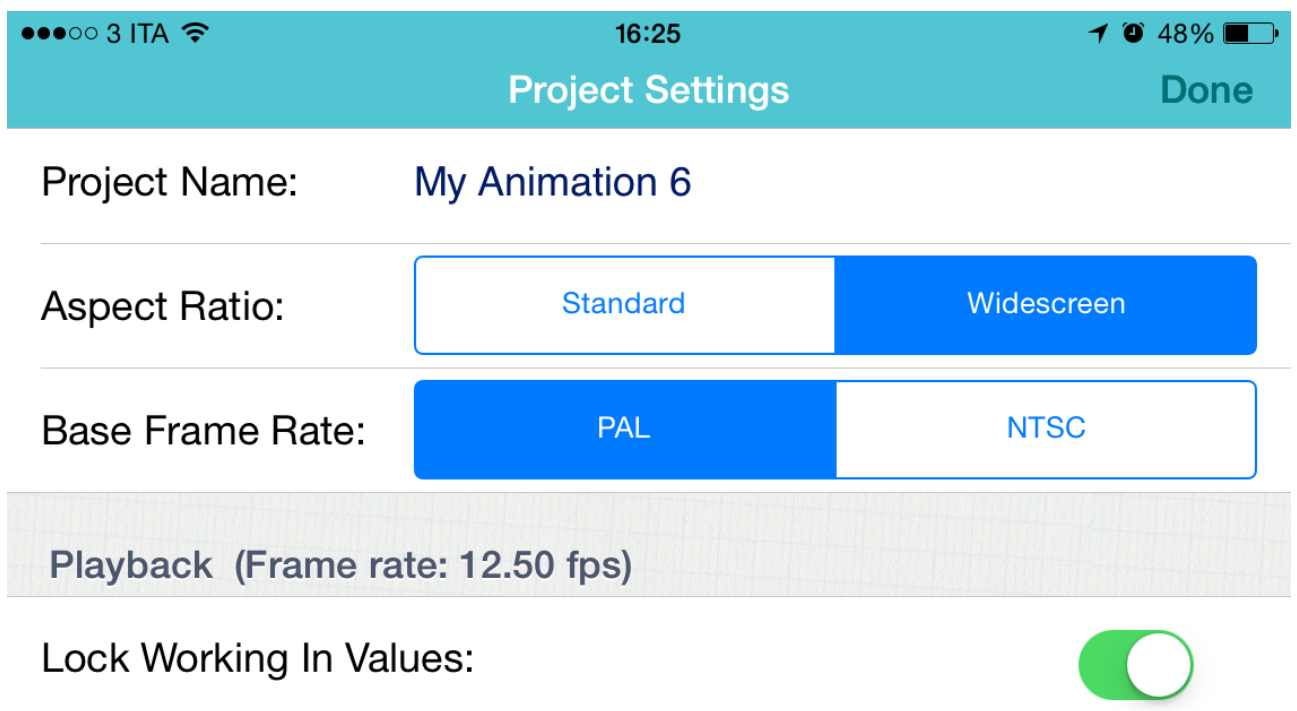 3 ITA 16:25 48%
Project Settings Done
Project Name: My Animation 6
Aspect Ratio: Standard Widescreen
Base Frame Rate: PAL NTSC
Playback (Frame rate: 12.50 fps)
Lock Working In Values: